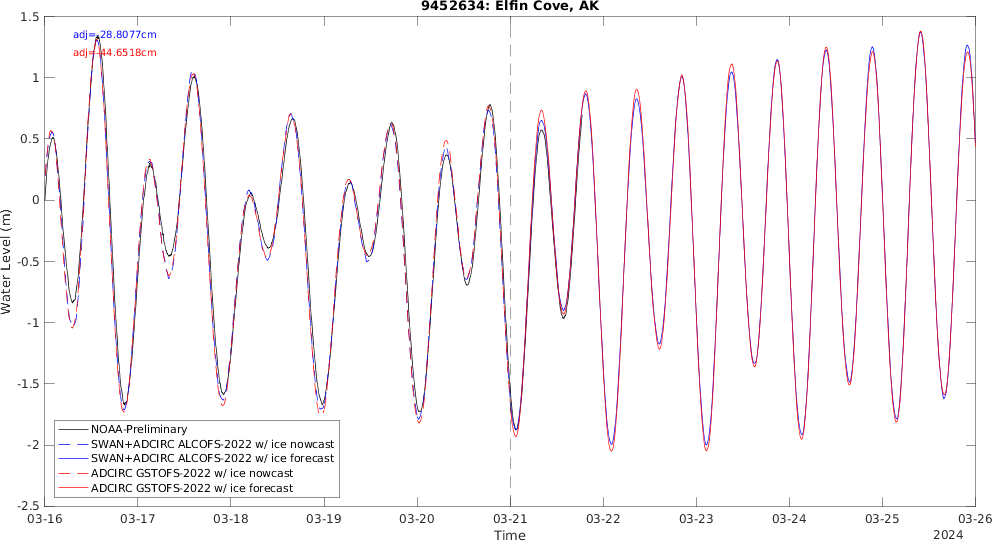 9452634: Elfin Cove, AK
adj=-28.8077cm
adj=-44.6518cm
Water Level (m)
1.5
1
0.5
0
-0.5
-1
-1.5
-2
-2.5
NOAA-Preliminary
SWAN+ADCIRC ALCOFS-2022 w/ ice nowcast
SWAN+ADCIRC ALCOFS-2022 w/ ice forecast
ADCIRC GSTOFS-2022 w/ ice nowcast
ADCIRC GSTOFS-2022 w/ ice forecast
03-16 03-17 03-18 03-19 03-20 03-21 03-22 03-23 03-24 03-25 03-26
Time
2024